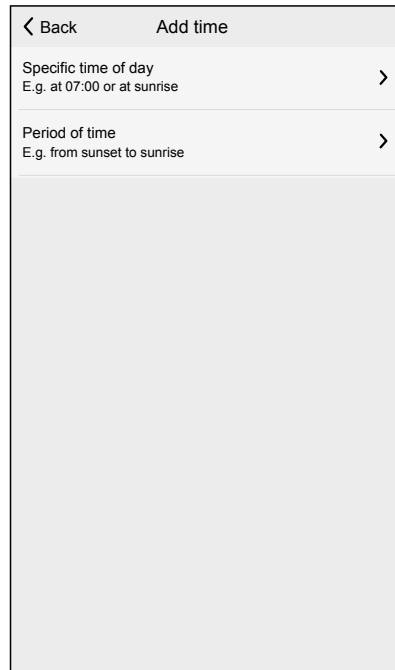 Back Add time
Specific time of day
E.g. at 07:00 or at sunrise
Period of time
E.g. from sunset to sunrise